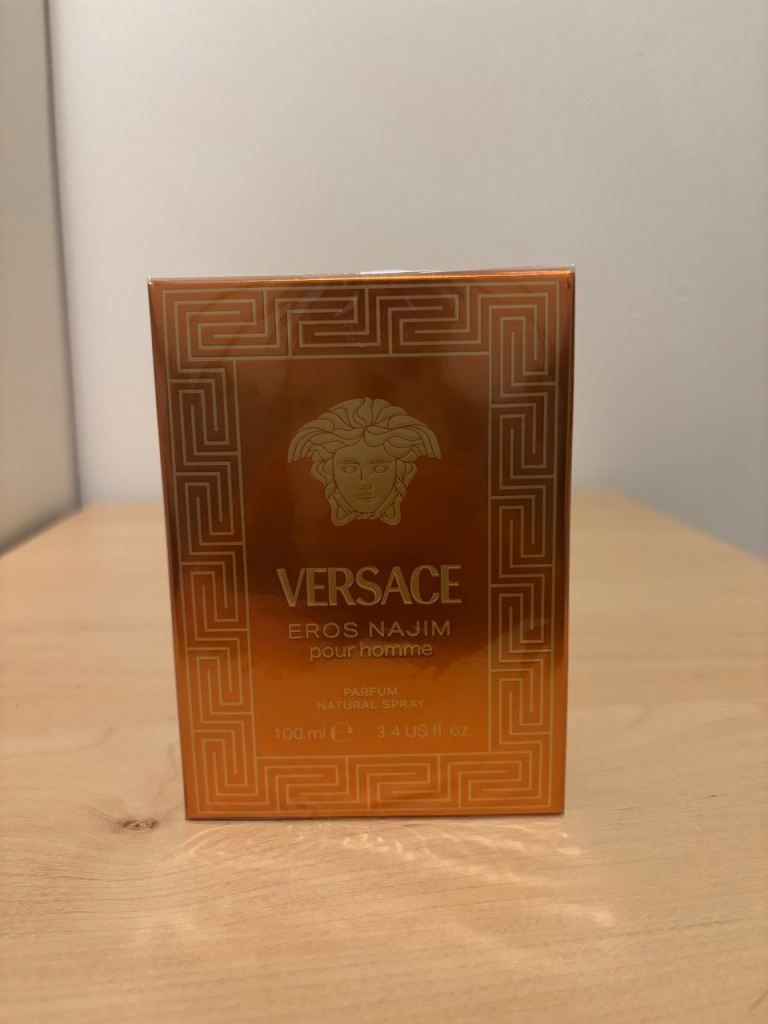 VERSACE
EROS NAJIM
pour homme
PARFUM
NATURAL SPRAY
100 ml ℮ 3.4 US fl. oz